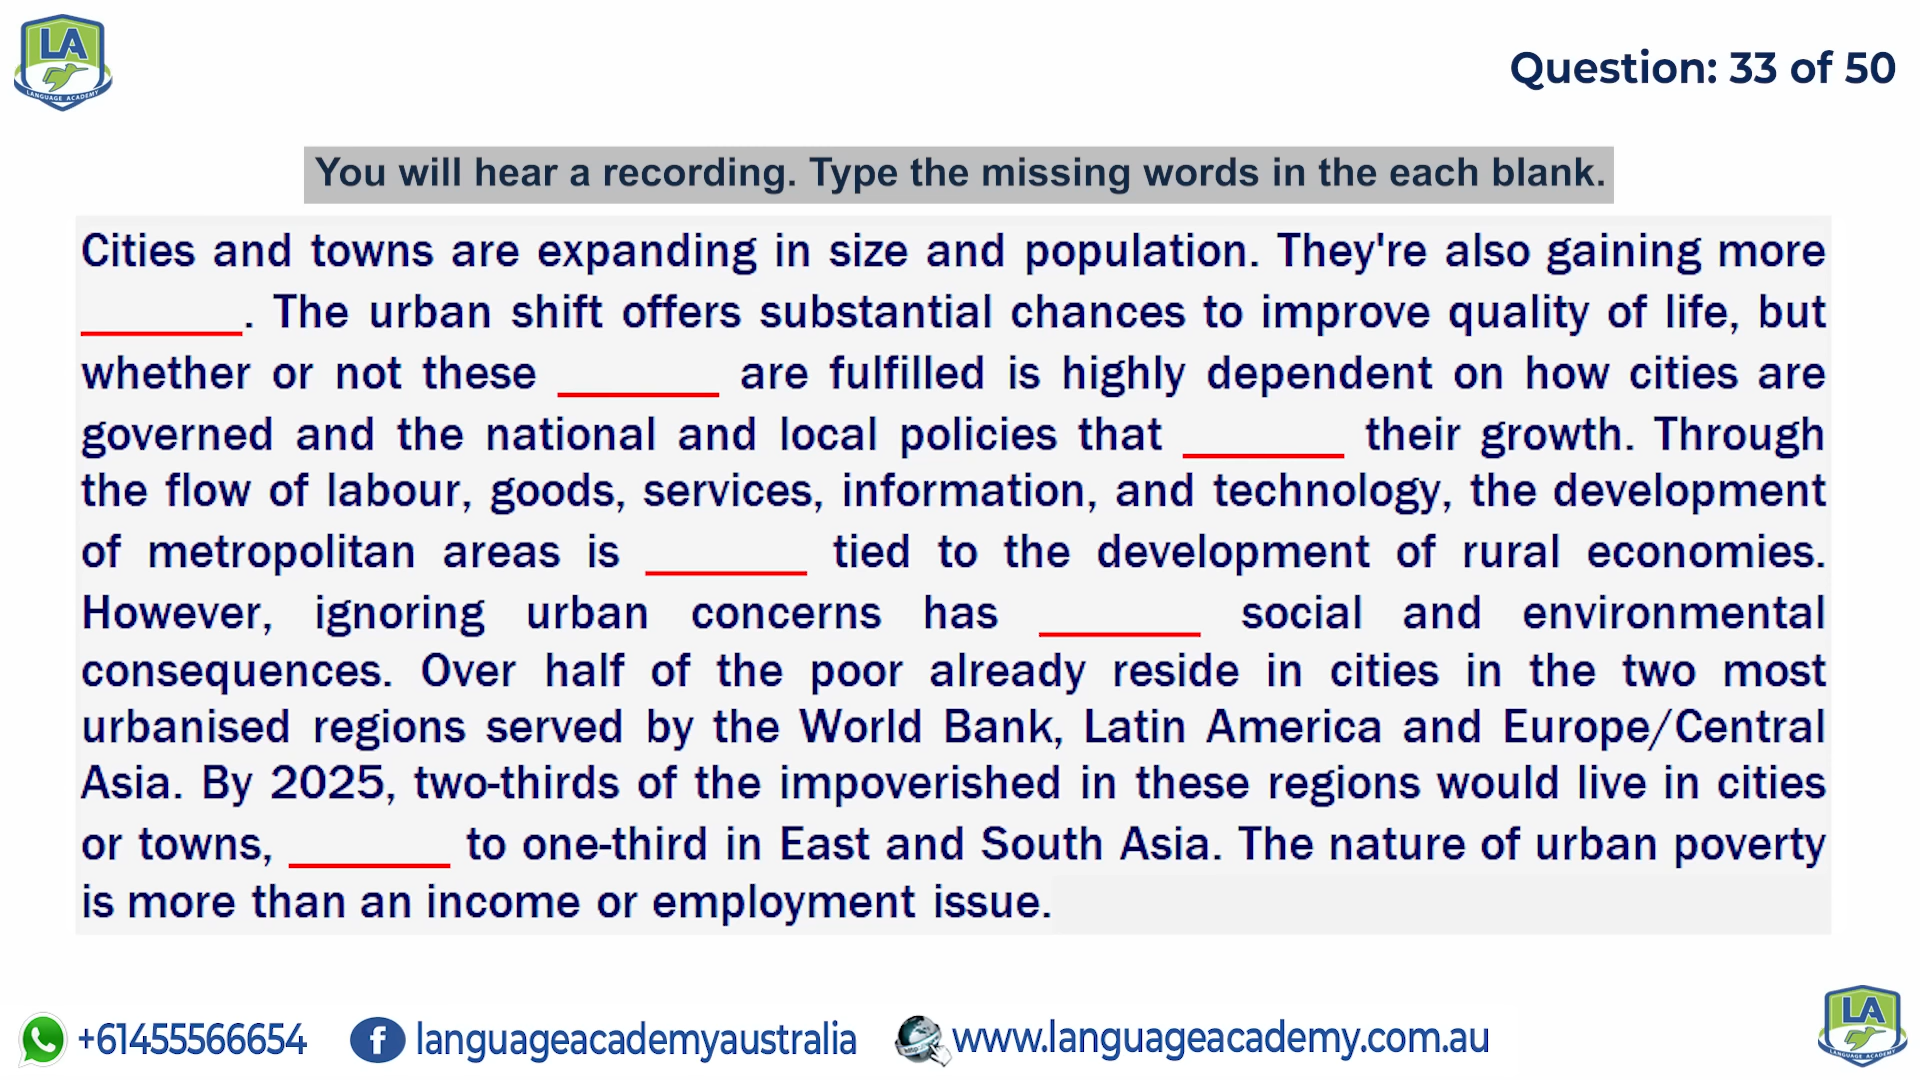 LA
LANGUAGE ACADEMY
Question: 33 of 50
You will hear a recording. Type the missing words in the each blank.
Cities and towns are expanding in size and population. They're also gaining more
_______. The urban shift offers substantial chances to improve quality of life, but
whether or not these _______ are fulfilled is highly dependent on how cities are
governed and the national and local policies that _______ their growth. Through
the flow of labour, goods, services, information, and technology, the development
of metropolitan areas is _______ tied to the development of rural economies.
However, ignoring urban concerns has _______ social and environmental
consequences. Over half of the poor already reside in cities in the two most
urbanised regions served by the World Bank, Latin America and Europe/Central
Asia. By 2025, two-thirds of the impoverished in these regions would live in cities
or towns, _______ to one-third in East and South Asia. The nature of urban poverty
is more than an income or employment issue.
+61455566654 languageacademyaustralia www.languageacademy.com.au
LA
LANGUAGE ACADEMY